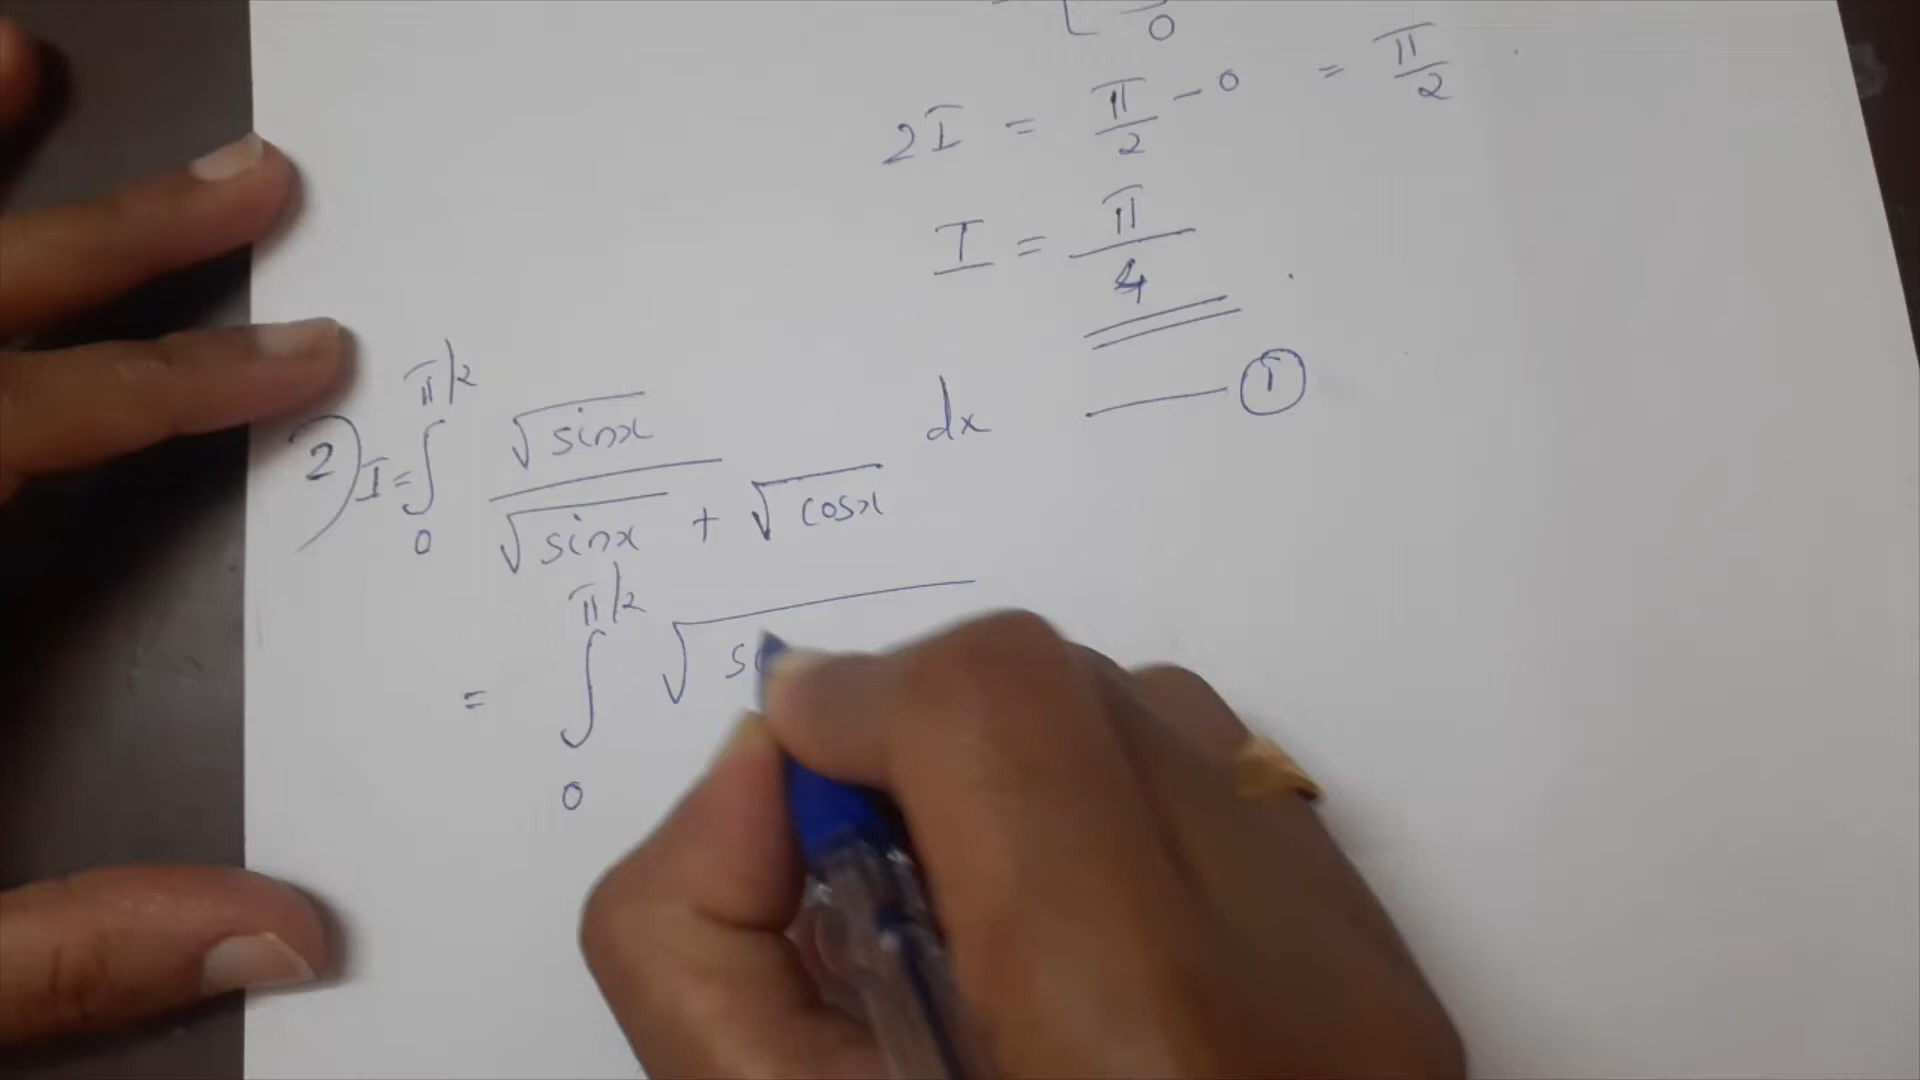 0
2I = π/2 - 0 = π/2
I = π/4
2) I = ∫₀^π/2 √sinx / (√sinx + √cosx) dx —— ①
= ∫₀^π/2 √